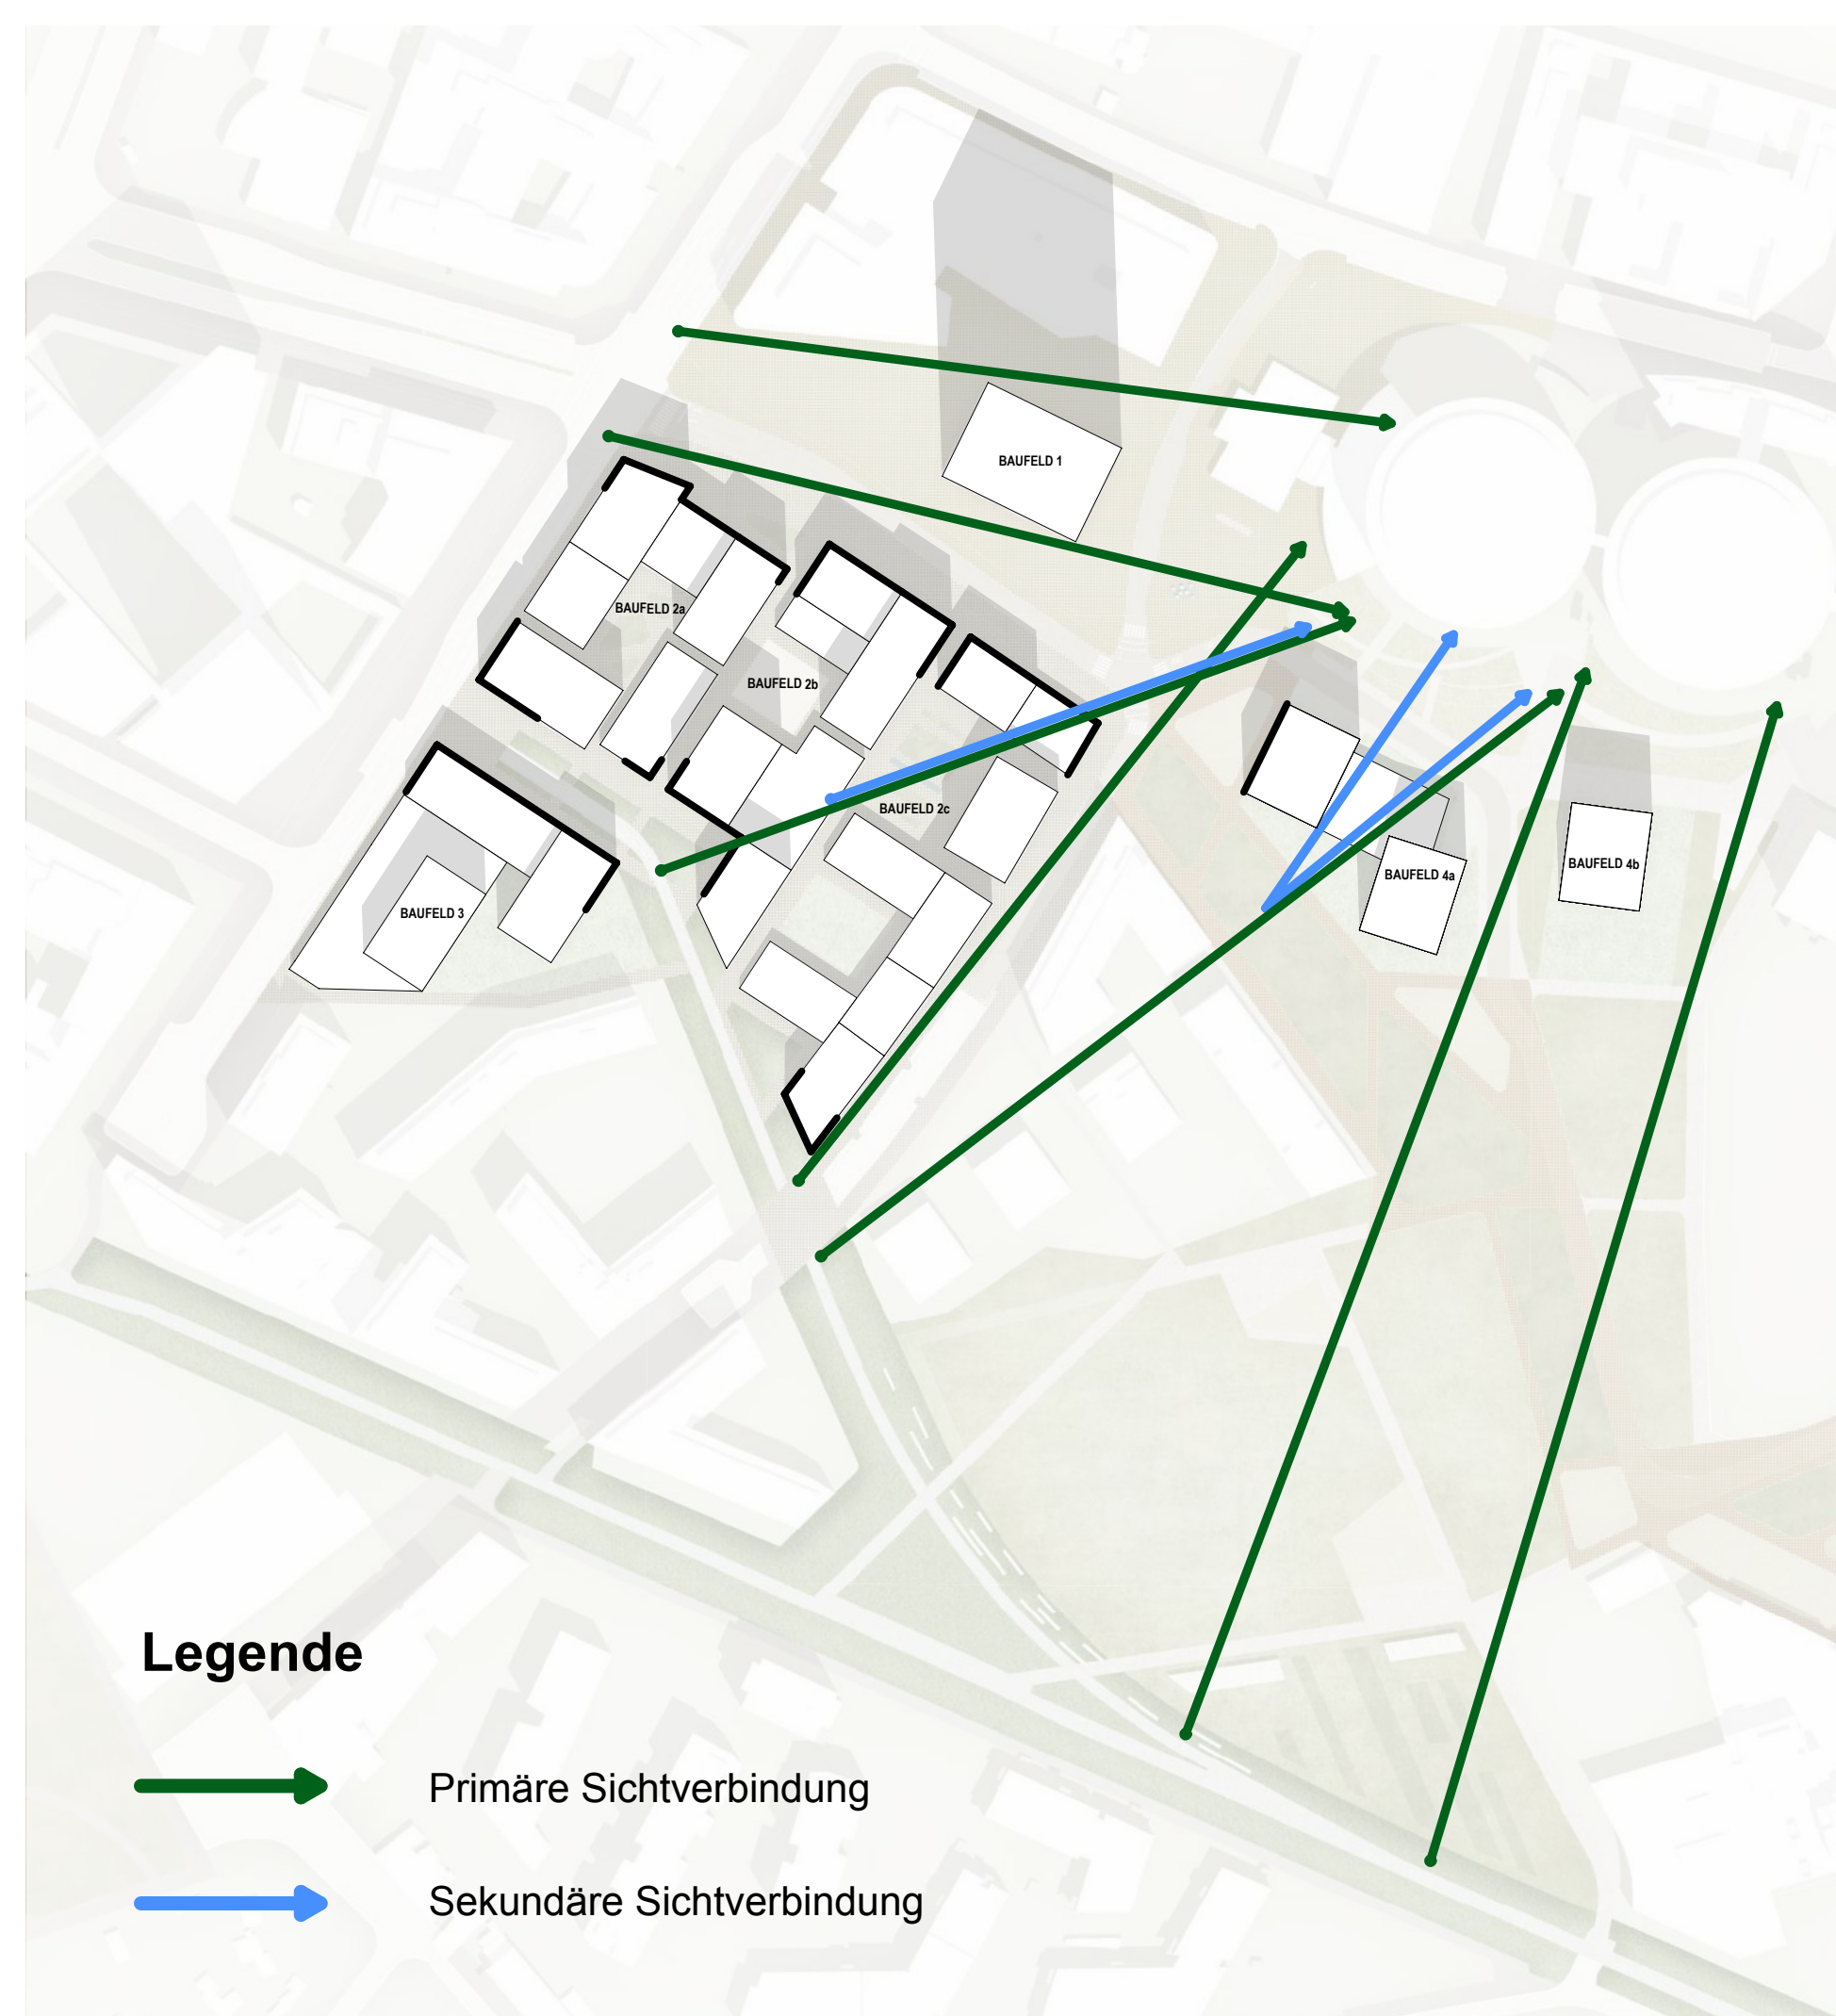 BAUFELD 1
BAUFELD 2a
BAUFELD 2b
BAUFELD 2c
BAUFELD 4b
BAUFELD 4a
BAUFELD 3
Legende
Primäre Sichtverbindung
Sekundäre Sichtverbindung